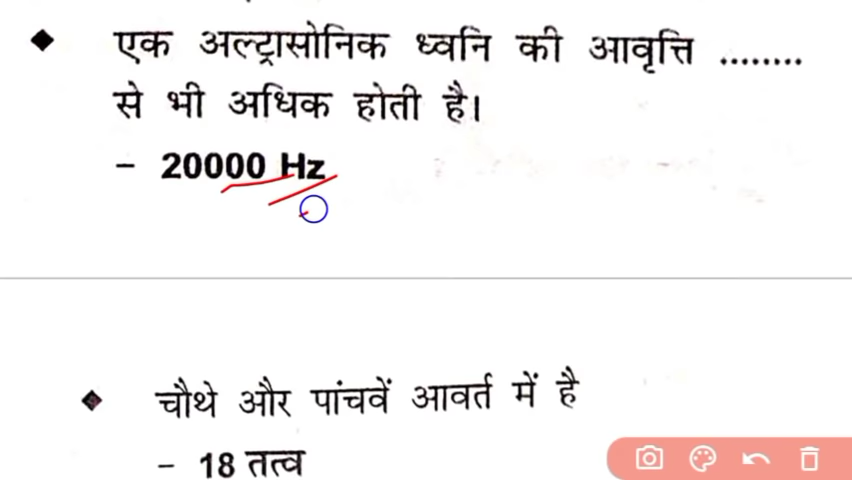 ◆ एक अल्ट्रासोनिक ध्वनि की आवृत्ति ........
से भी अधिक होती है।
– 20000 Hz
◆ चौथे और पांचवें आवर्त में है
– 18 तत्व